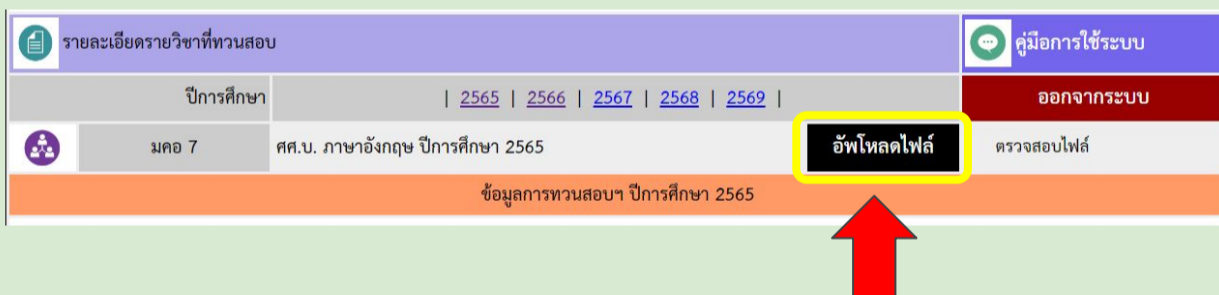 รายละเอียดรายวิชาที่ทวนสอบ คู่มือการใช้ระบบ
ปีการศึกษา | 2565 | 2566 | 2567 | 2568 | 2569 | ออกจากระบบ
มคอ 7 ศศ.บ. ภาษาอังกฤษ ปีการศึกษา 2565 อัพโหลดไฟล์ ตรวจสอบไฟล์
ข้อมูลการทวนสอบฯ ปีการศึกษา 2565